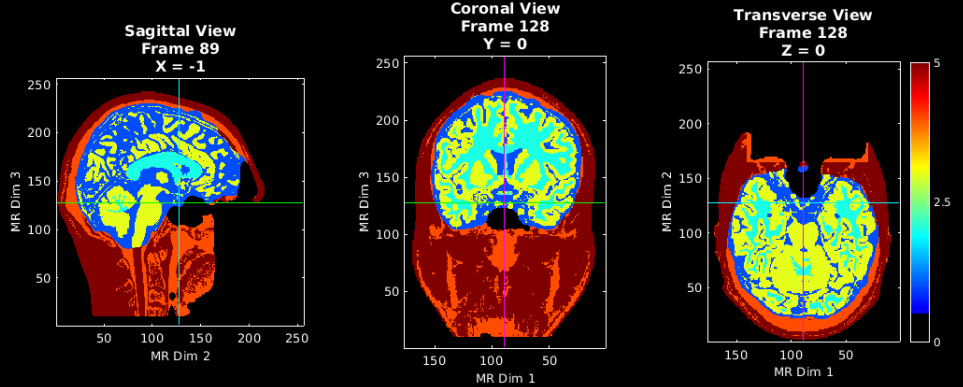 Sagittal View
Frame 89
X = -1
250
200
150
100
50
50
100
150
200
250
MR Dim 3
MR Dim 2
Coronal View
Frame 128
Y = 0
250
200
150
100
50
150
100
50
MR Dim 3
MR Dim 1
Transverse View
Frame 128
Z = 0
250
200
150
100
50
150
100
50
MR Dim 2
MR Dim 1
5
2.5
0